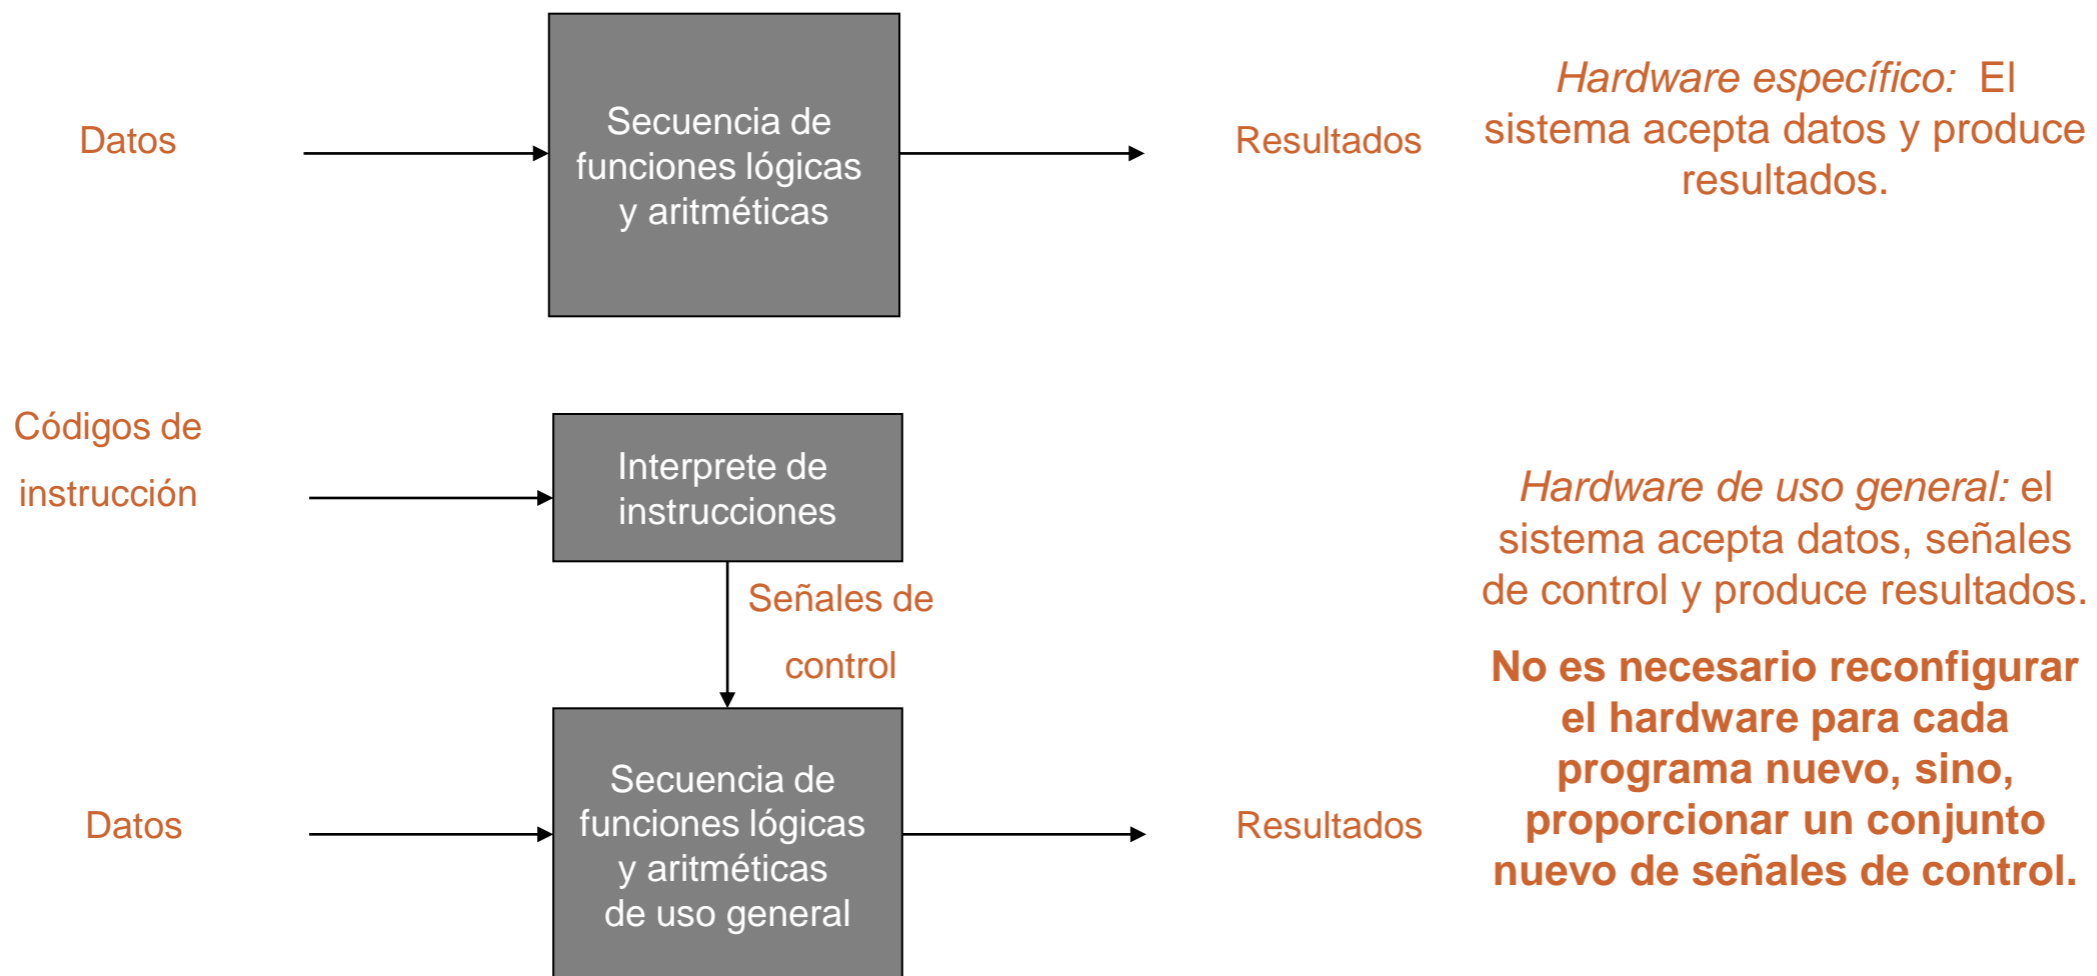 Datos
Secuencia de
funciones lógicas
y aritméticas
Resultados
Hardware específico: El
sistema acepta datos y produce
resultados.
Códigos de
instrucción
Interprete de
instrucciones
Señales de
control
Datos
Secuencia de
funciones lógicas
y aritméticas
de uso general
Resultados
Hardware de uso general: el
sistema acepta datos, señales
de control y produce resultados.
No es necesario reconfigurar
el hardware para cada
programa nuevo, sino,
proporcionar un conjunto
nuevo de señales de control.